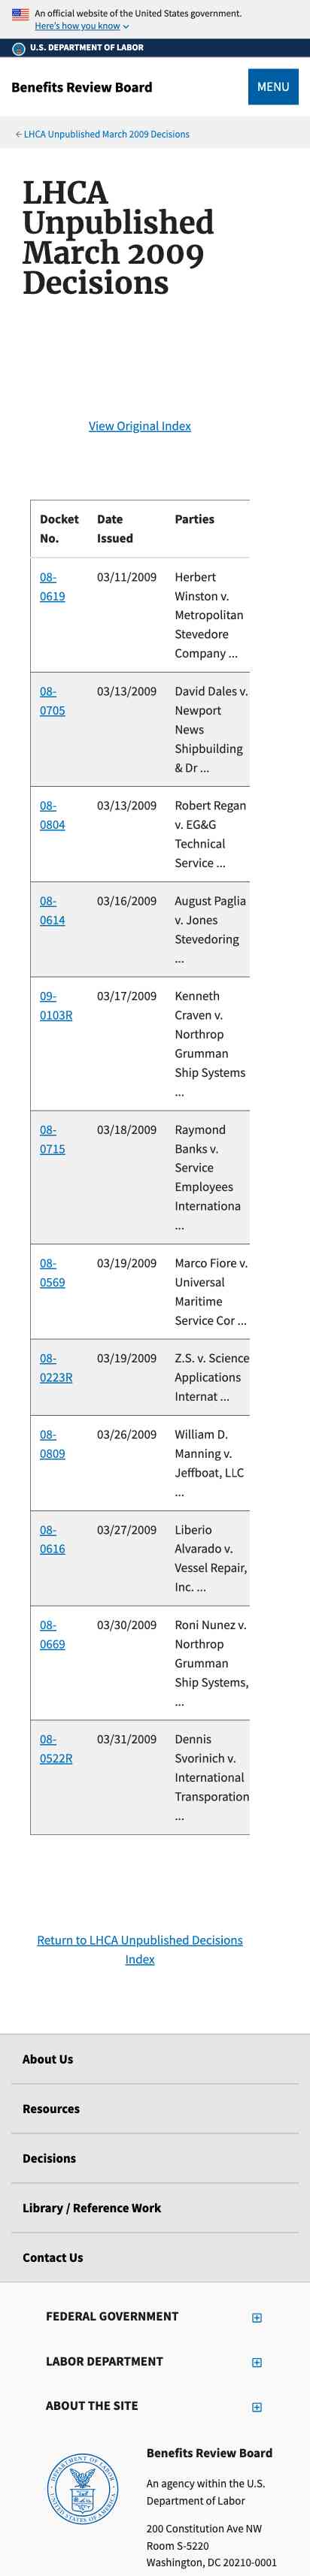 An official website of the United States government.
Here's how you know
U.S. DEPARTMENT OF LABOR
Benefits Review Board
MENU
← LHCA Unpublished March 2009 Decisions
LHCA
Unpublished
March 2009
Decisions
View Original Index
Docket No. Date Issued Parties
08-0619 03/11/2009 Herbert Winston v. Metropolitan Stevedore Company ...
08-0705 03/13/2009 David Dales v. Newport News Shipbuilding & Dr ...
08-0804 03/13/2009 Robert Regan v. EG&G Technical Service ...
08-0614 03/16/2009 August Paglia v. Jones Stevedoring ...
09-0103R 03/17/2009 Kenneth Craven v. Northrop Grumman Ship Systems ...
08-0715 03/18/2009 Raymond Banks v. Service Employees Internationa ...
08-0569 03/19/2009 Marco Fiore v. Universal Maritime Service Cor ...
08-0223R 03/19/2009 Z.S. v. Science Applications Internat ...
08-0809 03/26/2009 William D. Manning v. Jeffboat, LLC ...
08-0616 03/27/2009 Liberio Alvarado v. Vessel Repair, Inc. ...
08-0669 03/30/2009 Roni Nunez v. Northrop Grumman Ship Systems, ...
08-0522R 03/31/2009 Dennis Svorinich v. International Transporation ...
Return to LHCA Unpublished Decisions
Index
About Us
Resources
Decisions
Library / Reference Work
Contact Us
FEDERAL GOVERNMENT
LABOR DEPARTMENT
ABOUT THE SITE
DEPARTMENT OF LABOR
UNITED STATES OF AMERICA
Benefits Review Board
An agency within the U.S.
Department of Labor
200 Constitution Ave NW
Room S-5220
Washington, DC 20210-0001